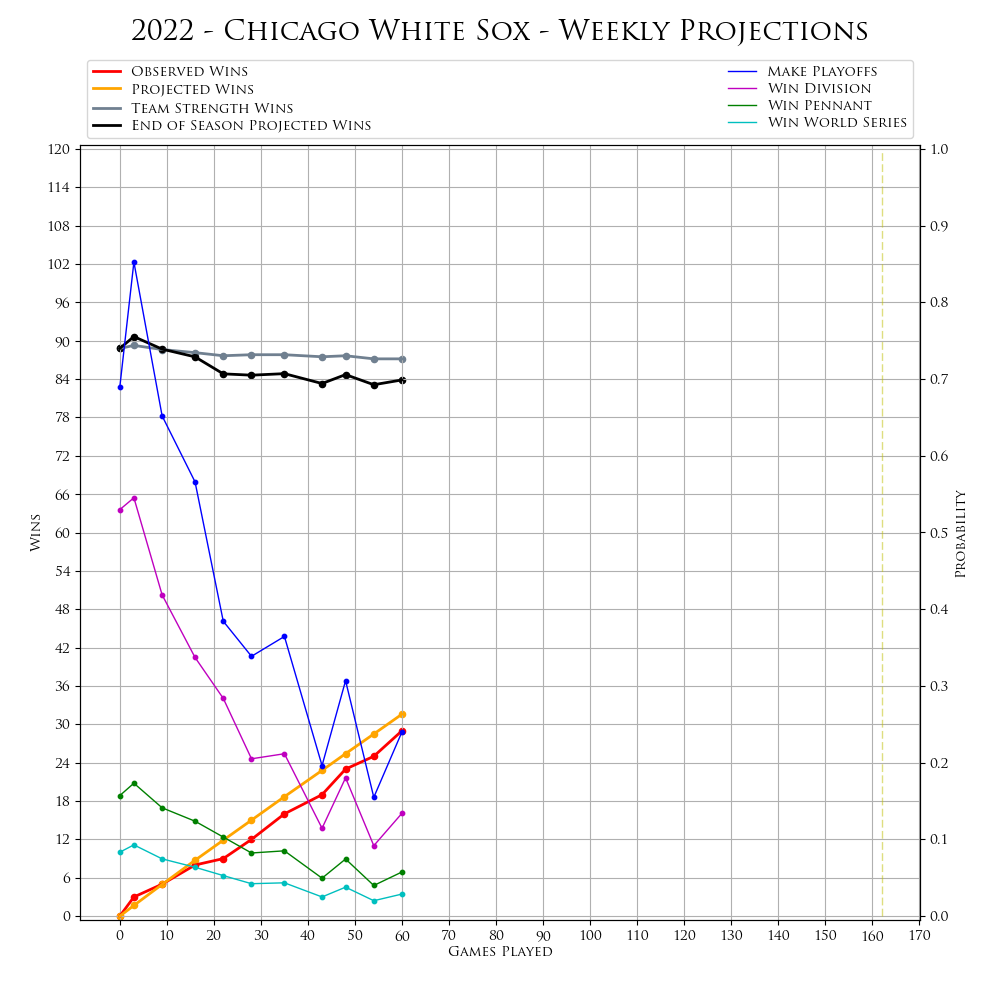 2022 - Chicago White Sox - Weekly Projections
Observed Wins
Projected Wins
Team Strength Wins
End of Season Projected Wins
Make Playoffs
Win Division
Win Pennant
Win World Series
120
114
108
102
96
90
84
78
72
66
60
54
48
42
36
30
24
18
12
6
0
Wins
1.0
0.9
0.8
0.7
0.6
0.5
0.4
0.3
0.2
0.1
0.0
Probability
0 10 20 30 40 50 60 70 80 90 100 110 120 130 140 150 160 170
Games Played